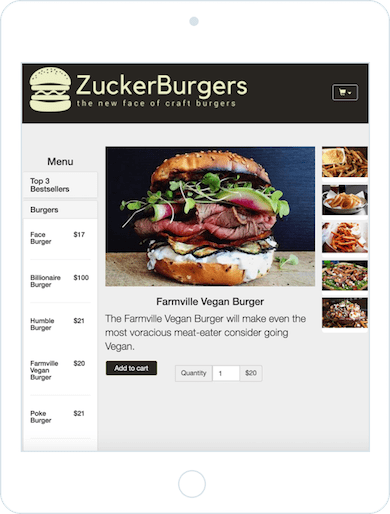 ZuckerBurgers
the new face of craft burgers
Menu
Top 3
Bestsellers
Burgers
Face
Burger
$17
Billionaire
Burger
$100
Humble
Burger
$21
Farmville
Vegan
Burger
$20
Poke
Burger
$21
Farmville Vegan Burger
The Farmville Vegan Burger will make even the
most voracious meat-eater consider going
Vegan.
Add to cart
Quantity
1
$20